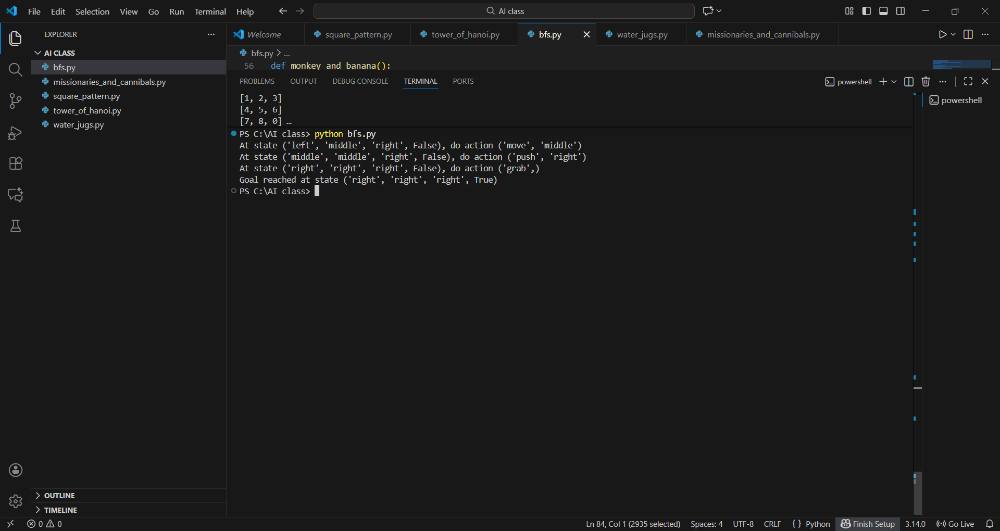 File Edit Selection View Go Run Terminal Help
AI class
EXPLORER
AI CLASS
bfs.py
missionaries_and_cannibals.py
square_pattern.py
tower_of_hanoi.py
water_jugs.py
OUTLINE
TIMELINE
Welcome square_pattern.py tower_of_hanoi.py bfs.py water_jugs.py missionaries_and_cannibals.py
bfs.py > ...
56 def monkey_and_banana():
PROBLEMS OUTPUT DEBUG CONSOLE TERMINAL PORTS
powershell
powershell
[1, 2, 3]
[4, 5, 6]
[7, 8, 0] …
PS C:\AI class> python bfs.py
At state ('left', 'middle', 'right', False), do action ('move', 'middle')
At state ('middle', 'middle', 'right', False), do action ('push', 'right')
At state ('right', 'right', 'right', False), do action ('grab',)
Goal reached at state ('right', 'right', 'right', True)
PS C:\AI class>
0 0 Ln 84, Col 1 (2935 selected) Spaces: 4 UTF-8 CRLF { } Python Finish Setup 3.14.0 Go Live